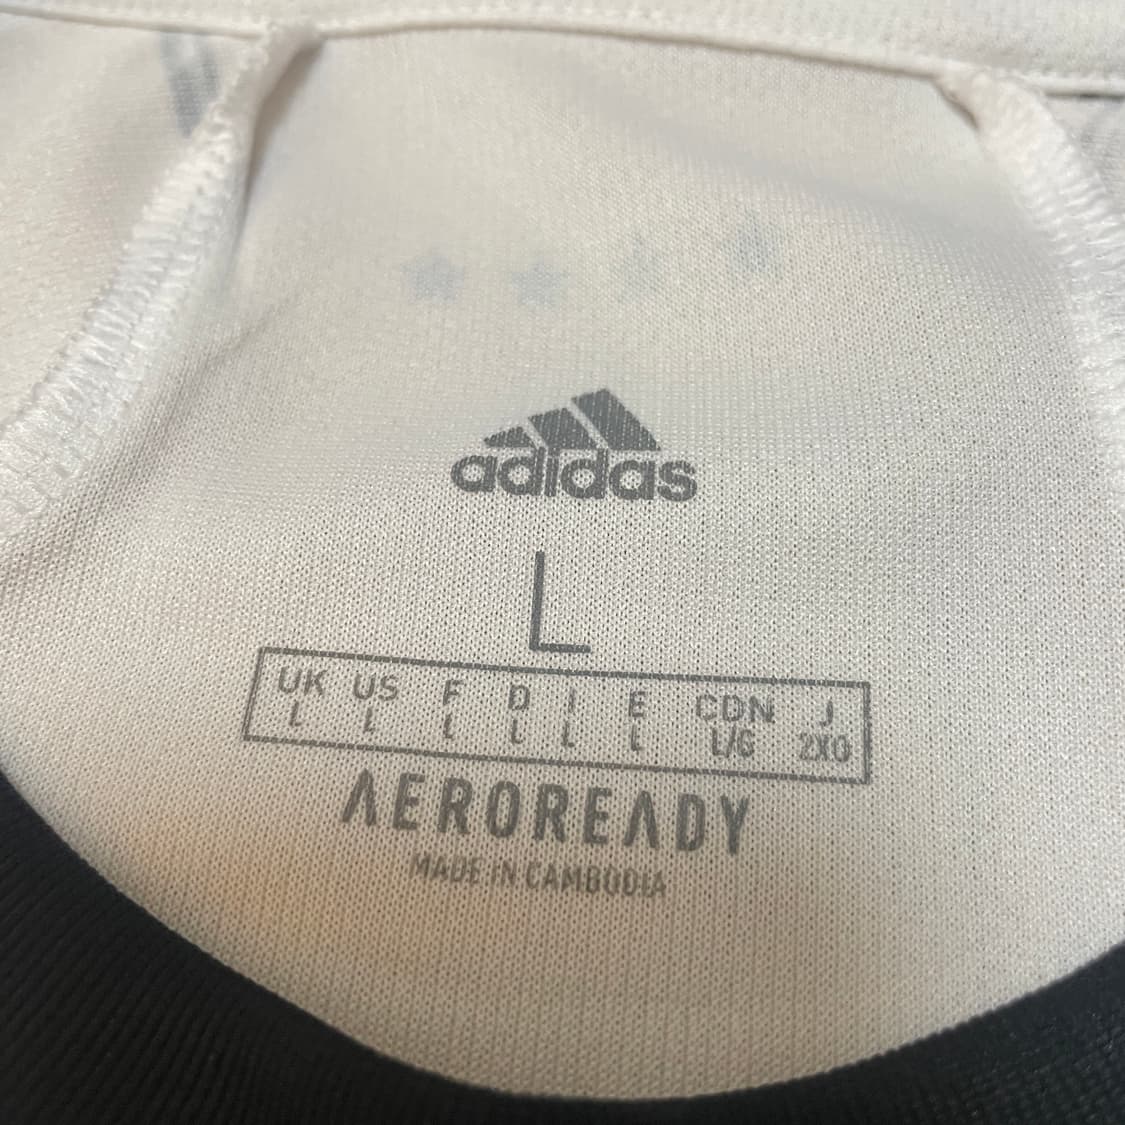 adidas
L
UK US F D I E CDN J
L L L L L L L/G 2XO
AEROREADY
MADE IN CAMBODIA